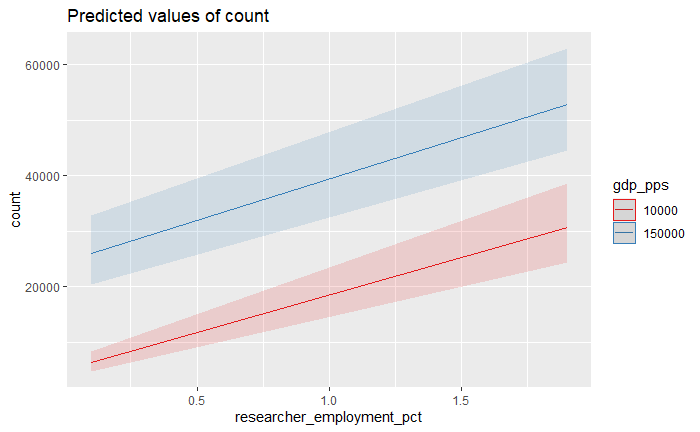 Predicted values of count
60000
40000
20000
count
0.5 1.0 1.5
researcher_employment_pct
gdp_pps
10000
150000